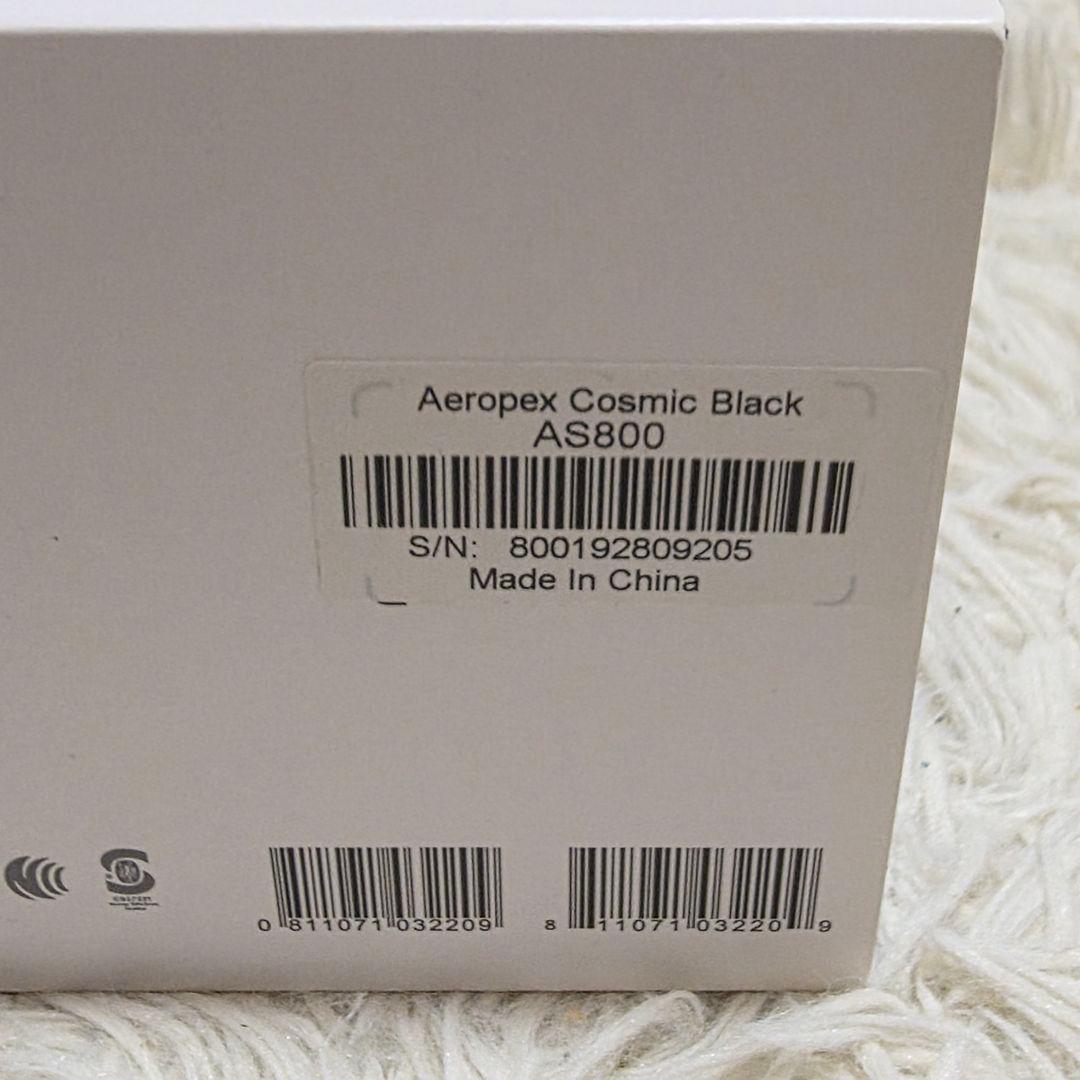 Aeropex Cosmic Black
AS800
S/N: 800192809205
Made In China
0 811071 032209
8 11071 03220 9